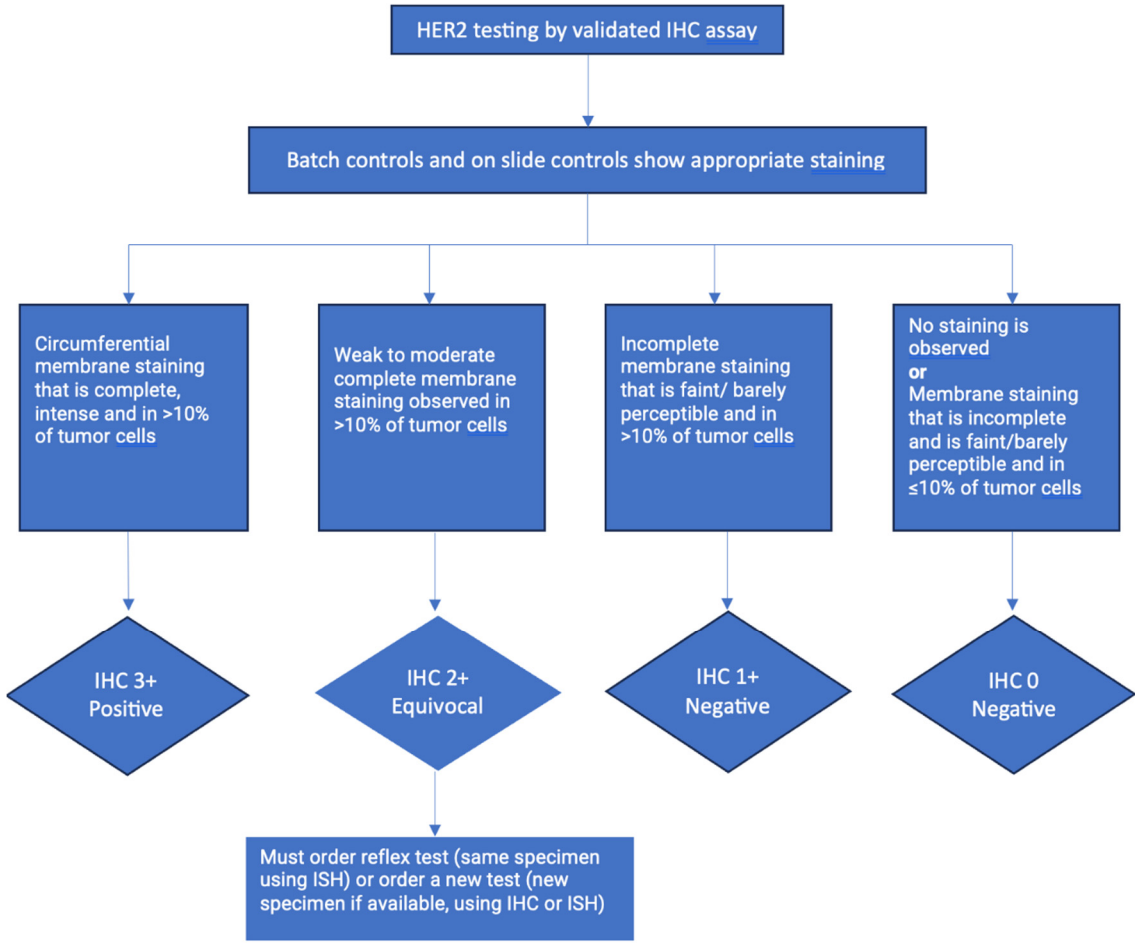 HER2 testing by validated IHC assay
Batch controls and on slide controls show appropriate staining
Circumferential
membrane staining
that is complete,
intense and in >10%
of tumor cells
Weak to moderate
complete membrane
staining observed in
>10% of tumor cells
Incomplete
membrane staining
that is faint/ barely
perceptible and in
>10% of tumor cells
No staining is
observed
or
Membrane staining
that is incomplete
and is faint/barely
perceptible and in
≤10% of tumor cells
IHC 3+
Positive
IHC 2+
Equivocal
IHC 1+
Negative
IHC 0
Negative
Must order reflex test (same specimen
using ISH) or order a new test (new
specimen if available, using IHC or ISH)